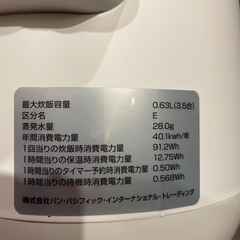 最大炊飯容量 0.63L(3.5合)
区分名 E
蒸発水量 28.0g
年間消費電力量 40.1kwh/年
1回当りの炊飯時消費電力量 91.2Wh
1時間当りの保温時消費電力量 12.75Wh
1時間当りのタイマー予約時消費電力量 0.50Wh
1時間当りの待機時消費電力量 0.568Wh
株式会社パン・パシフィック・インターナショナル・トレーディング